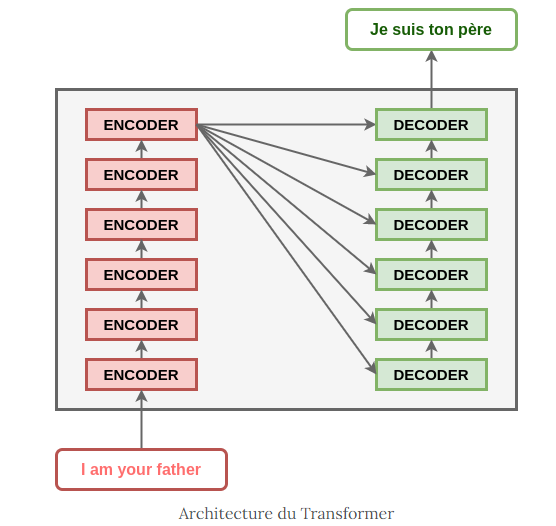 Je suis ton père
ENCODER
DECODER
ENCODER
DECODER
ENCODER
DECODER
ENCODER
DECODER
ENCODER
DECODER
ENCODER
DECODER
I am your father
Architecture du Transformer